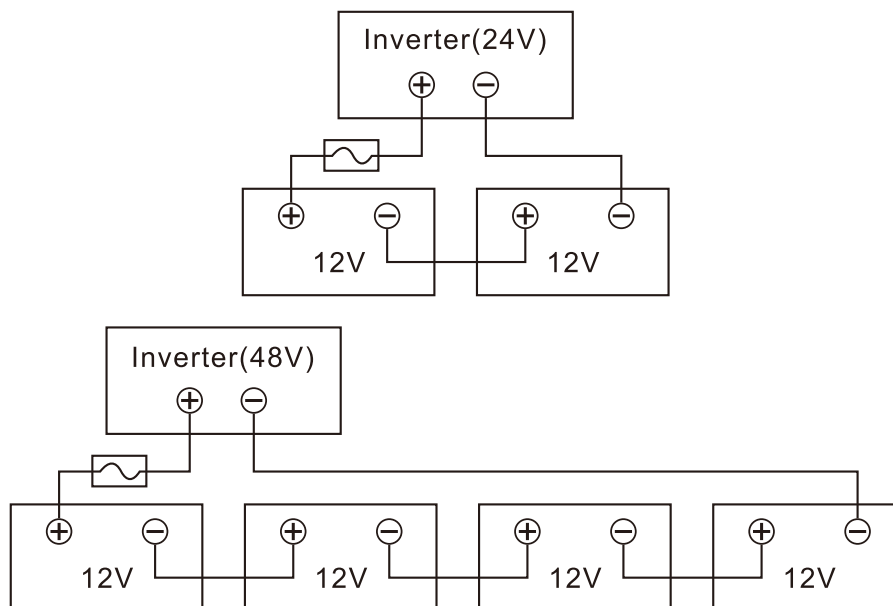 Inverter(24V)
+ −
+ − + −
12V 12V
Inverter(48V)
+ −
+ − + − + − + −
12V 12V 12V 12V